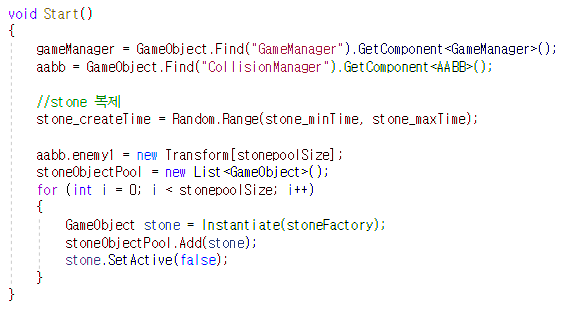 void Start()
{
gameManager = GameObject.Find("GameManager").GetComponent<GameManager>();
aabb = GameObject.Find("CollisionManager").GetComponent<AABB>();
//stone 복제
stone_createTime = Random.Range(stone_minTime, stone_maxTime);
aabb.enemy1 = new Transform[stonepoolSize];
stoneObjectPool = new List<GameObject>();
for (int i = 0; i < stonepoolSize; i++)
{
GameObject stone = Instantiate(stoneFactory);
stoneObjectPool.Add(stone);
stone.SetActive(false);
}
}